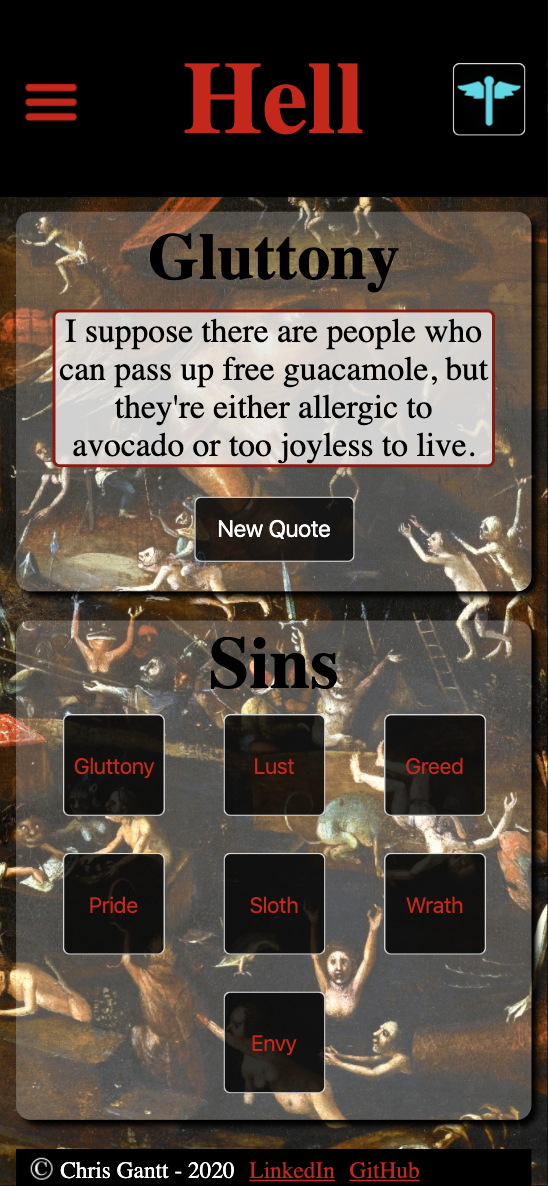 Hell
Gluttony
I suppose there are people who
can pass up free guacamole, but
they're either allergic to
avocado or too joyless to live.
New Quote
Sins
Gluttony Lust Greed
Pride Sloth Wrath
Envy
© Chris Gantt - 2020 LinkedIn GitHub